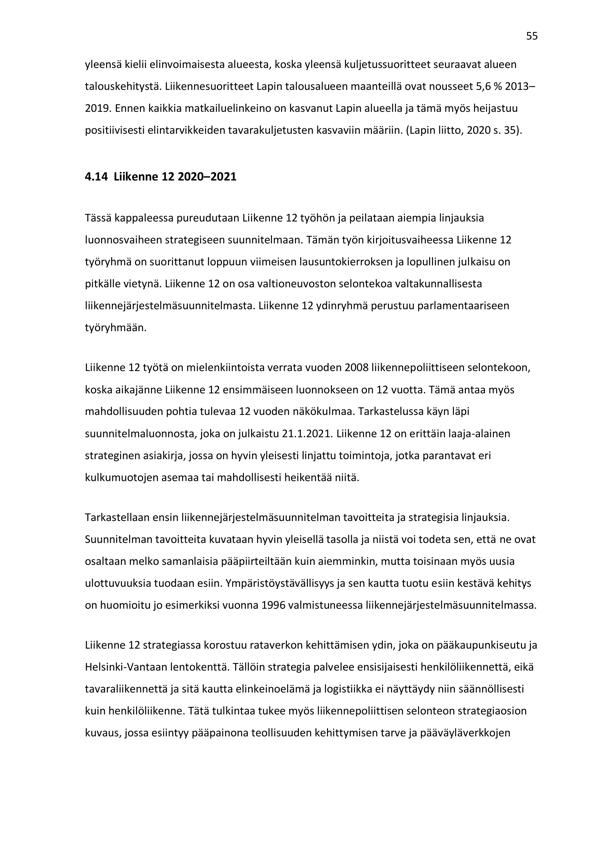 55
yleensä kielii elinvoimaisesta alueesta, koska yleensä kuljetussuoritteet seuraavat alueen
talouskehitystä. Liikennesuoritteet Lapin talousalueen maanteillä ovat nousseet 5,6 % 2013–
2019. Ennen kaikkia matkailuelinkeino on kasvanut Lapin alueella ja tämä myös heijastuu
positiivisesti elintarvikkeiden tavarakuljetusten kasvaviin määriin. (Lapin liitto, 2020 s. 35).
4.14 Liikenne 12 2020–2021
Tässä kappaleessa pureudutaan Liikenne 12 työhön ja peilataan aiempia linjauksia
luonnosvaiheen strategiseen suunnitelmaan. Tämän työn kirjoitusvaiheessa Liikenne 12
työryhmä on suorittanut loppuun viimeisen lausuntokierroksen ja lopullinen julkaisu on
pitkälle vietynä. Liikenne 12 on osa valtioneuvoston selontekoa valtakunnallisesta
liikennejärjestelmäsuunnitelmasta. Liikenne 12 ydinryhmä perustuu parlamentaariseen
työryhmään.
Liikenne 12 työtä on mielenkiintoista verrata vuoden 2008 liikennepoliittiseen selontekoon,
koska aikajänne Liikenne 12 ensimmäiseen luonnokseen on 12 vuotta. Tämä antaa myös
mahdollisuuden pohtia tulevaa 12 vuoden näkökulmaa. Tarkastelussa käyn läpi
suunnitelmaluonnosta, joka on julkaistu 21.1.2021. Liikenne 12 on erittäin laaja-alainen
strateginen asiakirja, jossa on hyvin yleisesti linjattu toimintoja, jotka parantavat eri
kulkumuotojen asemaa tai mahdollisesti heikentää niitä.
Tarkastellaan ensin liikennejärjestelmäsuunnitelman tavoitteita ja strategisia linjauksia.
Suunnitelman tavoitteita kuvataan hyvin yleisellä tasolla ja niistä voi todeta sen, että ne ovat
osaltaan melko samanlaisia pääpiirteiltään kuin aiemminkin, mutta toisinaan myös uusia
ulottuvuuksia tuodaan esiin. Ympäristöystävällisyys ja sen kautta tuotu esiin kestävä kehitys
on huomioitu jo esimerkiksi vuonna 1996 valmistuneessa liikennejärjestelmäsuunnitelmassa.
Liikenne 12 strategiassa korostuu rataverkon kehittämisen ydin, joka on pääkaupunkiseutu ja
Helsinki-Vantaan lentokenttä. Tällöin strategia palvelee ensisijaisesti henkilöliikennettä, eikä
tavaraliikennettä ja sitä kautta elinkeinoelämä ja logistiikka ei näyttäydy niin säännöllisesti
kuin henkilöliikenne. Tätä tulkintaa tukee myös liikennepoliittisen selonteon strategiaosion
kuvaus, jossa esiintyy pääpainona teollisuuden kehittymisen tarve ja pääväyläverkkojen